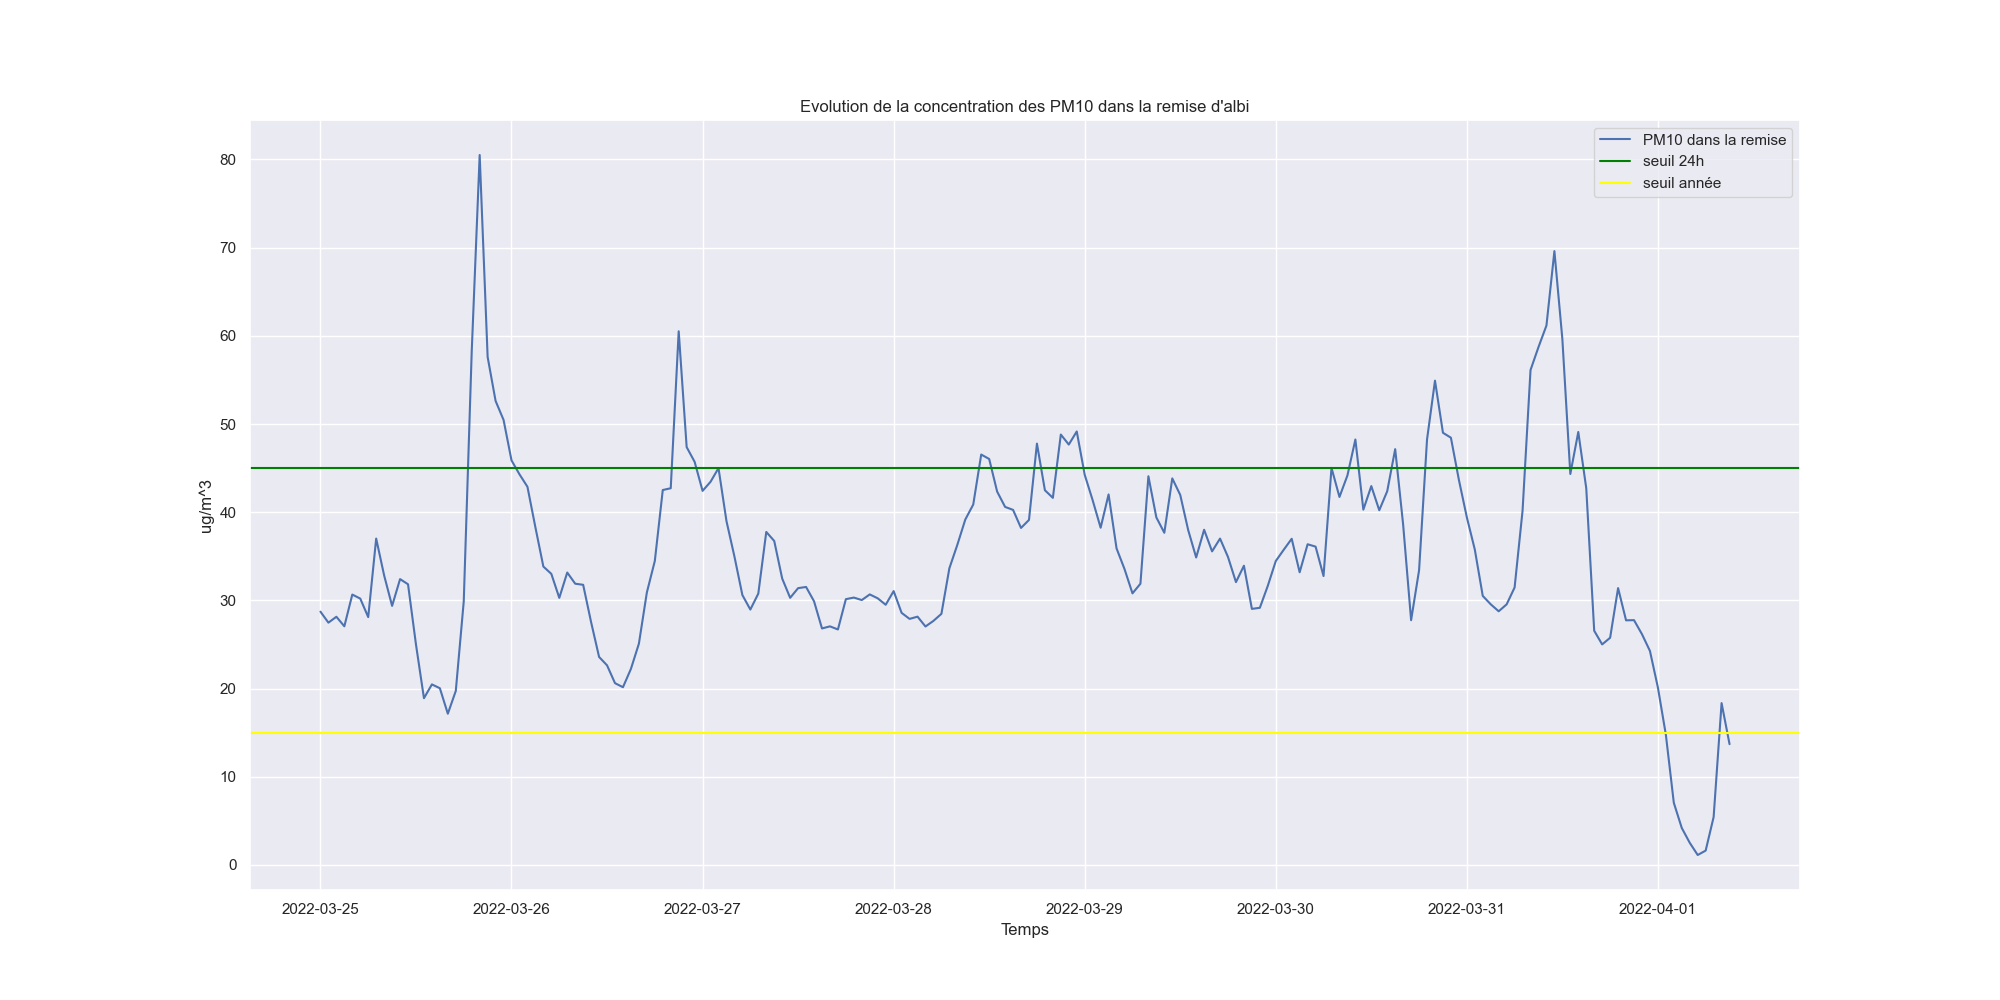 Evolution de la concentration des PM10 dans la remise d'albi
PM10 dans la remise
seuil 24h
seuil année
80
70
60
50
40
30
20
10
0
ug/m^3
2022-03-25 2022-03-26 2022-03-27 2022-03-28 2022-03-29 2022-03-30 2022-03-31 2022-04-01
Temps